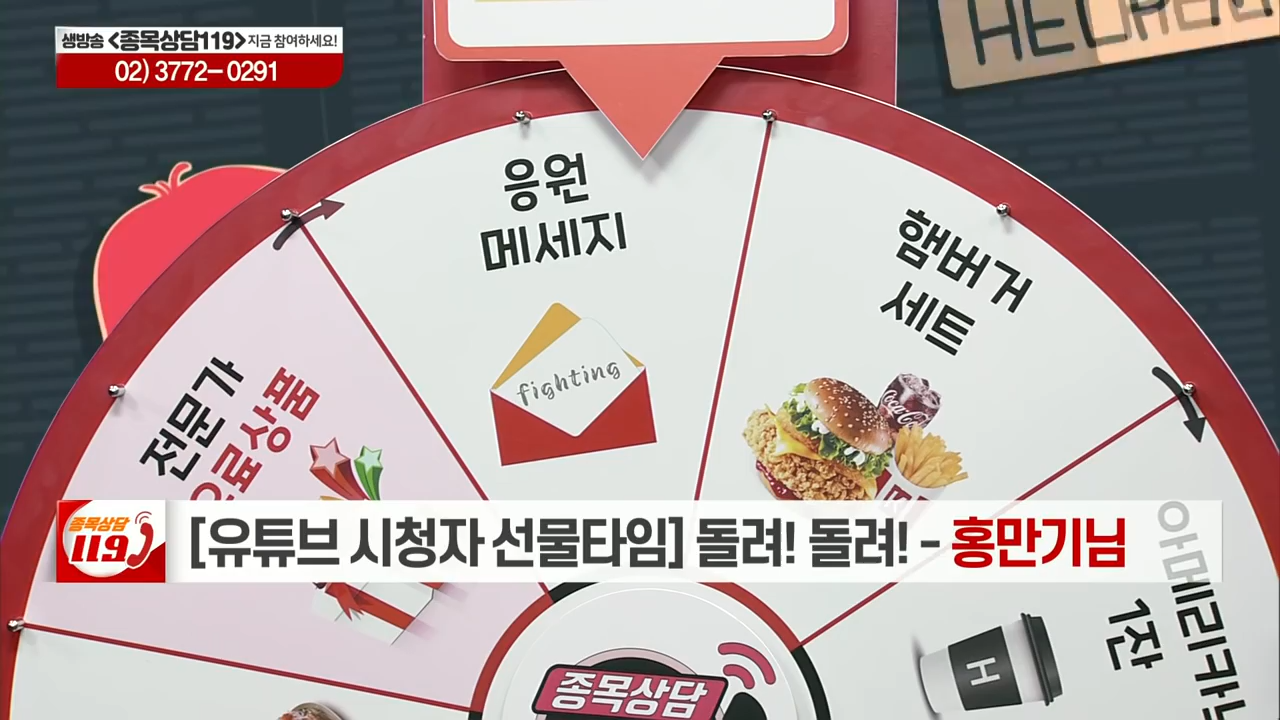 생방송 <종목상담119> 지금 참여하세요!
02) 3772-0291
응원
메세지
fighting
햄버거
세트
Coca-Cola
전문가
종목상담
119
[유튜브 시청자 선물타임] 돌려! 돌려! - 홍만기님
1잔
H
종목상담